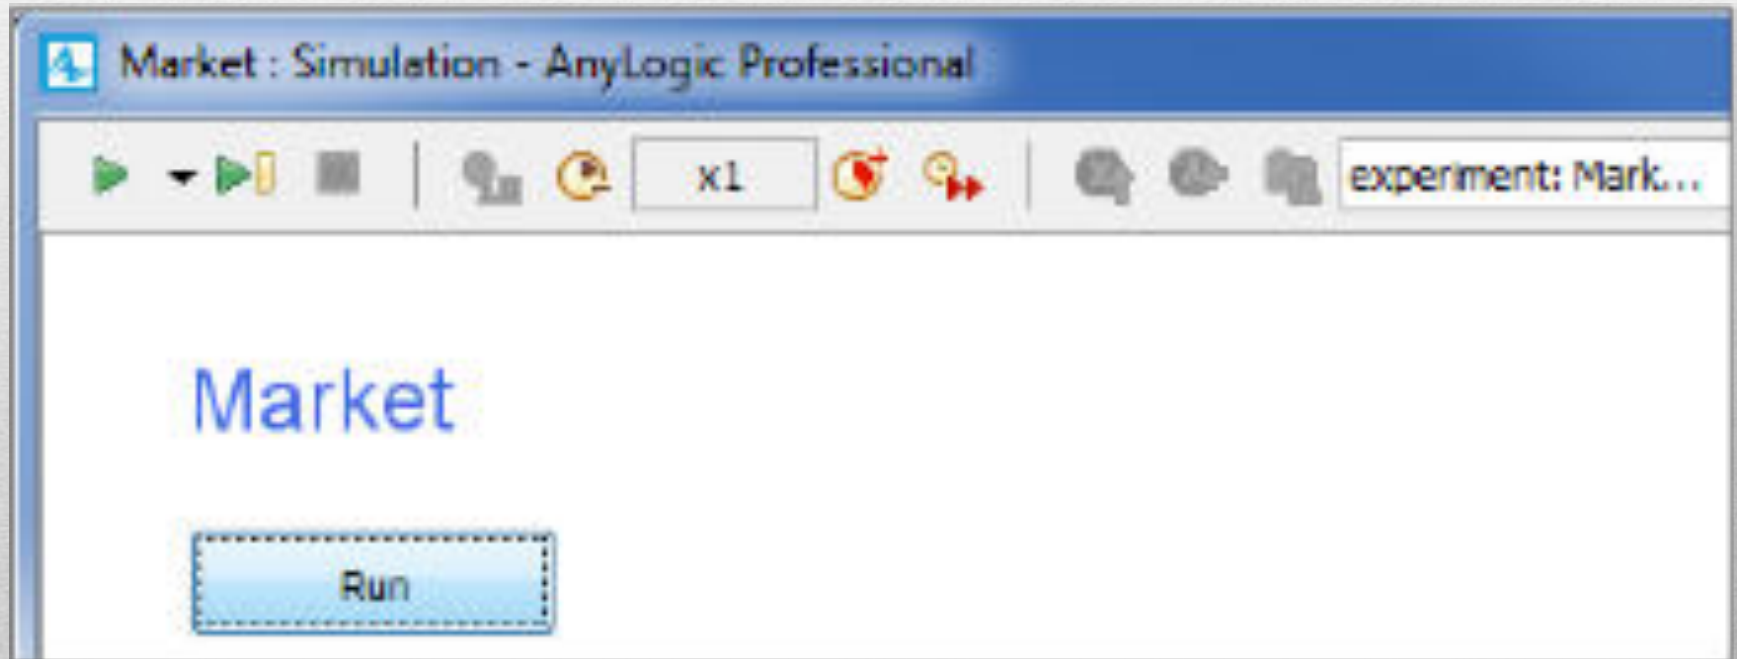 Market : Simulation - AnyLogic Professional
x1 experiment: Mark...
Market
Run